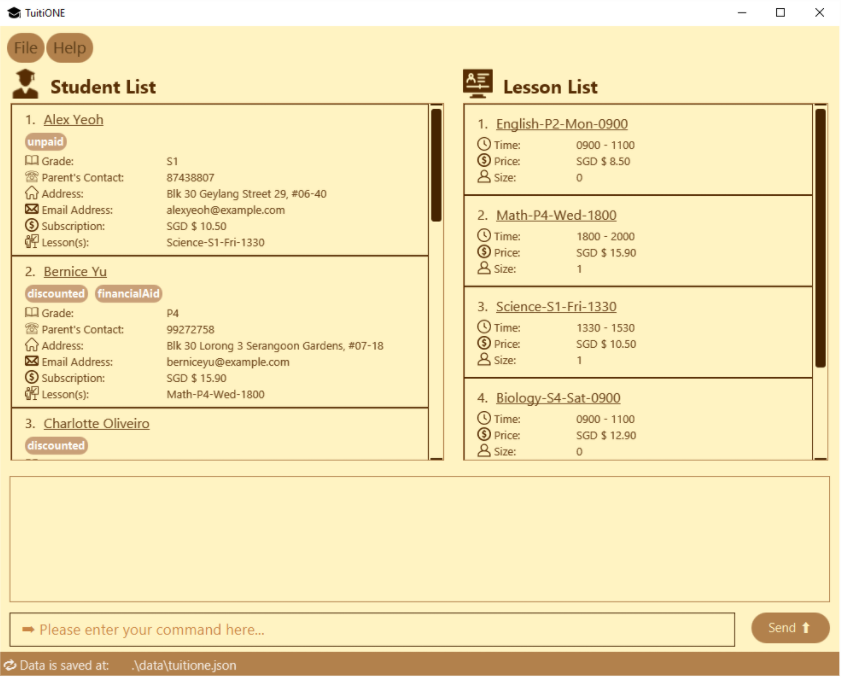 TuitiONE
File Help
Student List
1. Alex Yeoh
unpaid
Grade: S1
Parent's Contact: 87438807
Address: Blk 30 Geylang Street 29, #06-40
Email Address: alexyeoh@example.com
Subscription: SGD $ 10.50
Lesson(s): Science-S1-Fri-1330
2. Bernice Yu
discounted financialAid
Grade: P4
Parent's Contact: 99272758
Address: Blk 30 Lorong 3 Serangoon Gardens, #07-18
Email Address: berniceyu@example.com
Subscription: SGD $ 15.90
Lesson(s): Math-P4-Wed-1800
3. Charlotte Oliveiro
discounted
Lesson List
1. English-P2-Mon-0900
Time: 0900 - 1100
Price: SGD $ 8.50
Size: 0
2. Math-P4-Wed-1800
Time: 1800 - 2000
Price: SGD $ 15.90
Size: 1
3. Science-S1-Fri-1330
Time: 1330 - 1530
Price: SGD $ 10.50
Size: 1
4. Biology-S4-Sat-0900
Time: 0900 - 1100
Price: SGD $ 12.90
Size: 0
➡ Please enter your command here...
Send ⬆
Data is saved at: .\data\tuitione.json